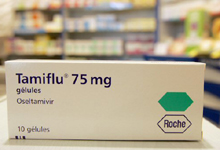 Tamiflu® 75 mg
gélules
Oseltamivir
Roche
10 gélules